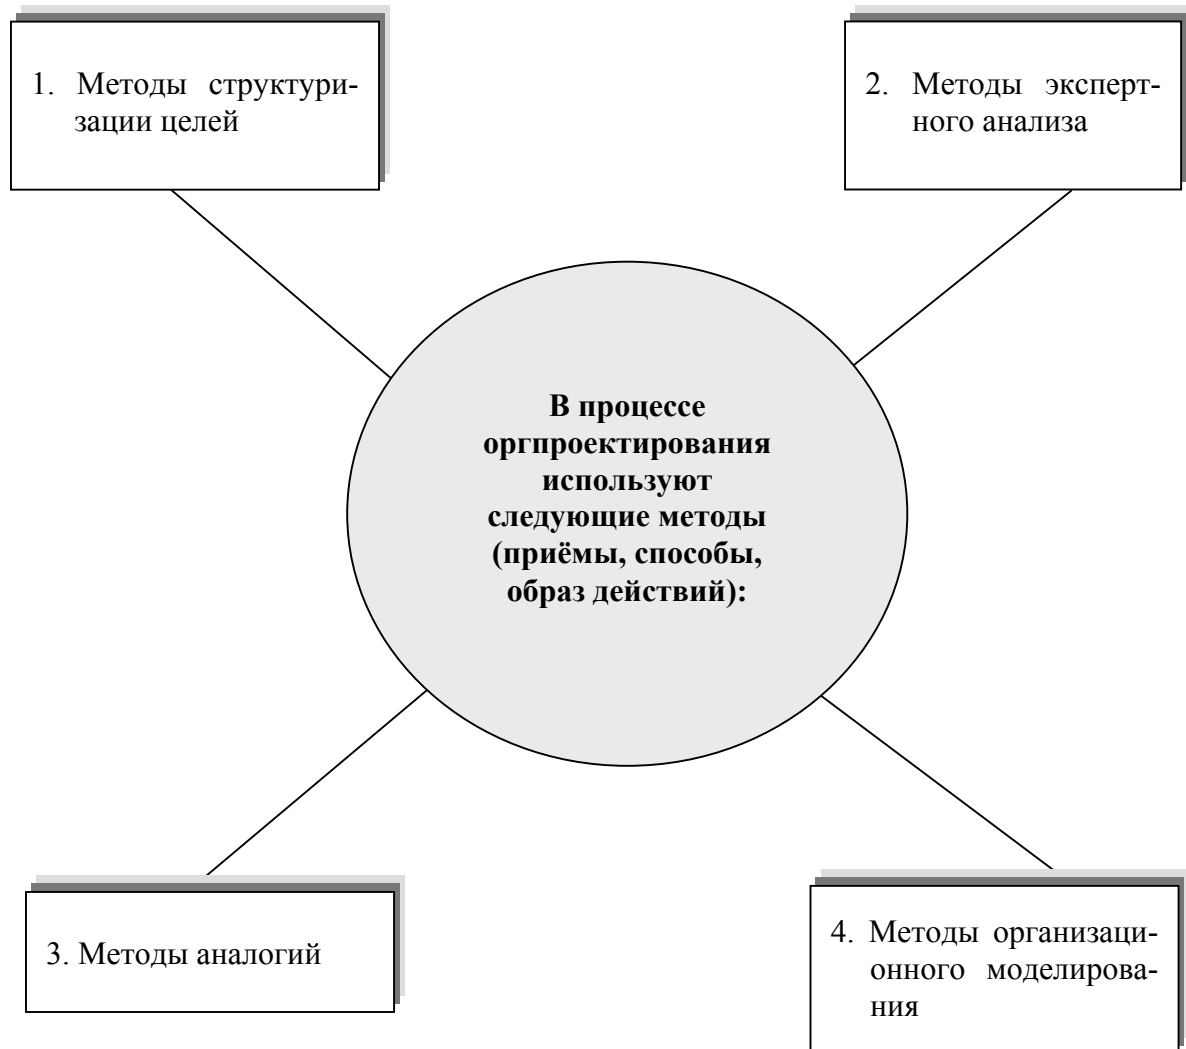 1. Методы структури-
зации целей
2. Методы эксперт-
ного анализа
В процессе
оргпроектирования
используют
следующие методы
(приёмы, способы,
образ действий):
3. Методы аналогий
4. Методы организаци-
онного моделирова-
ния